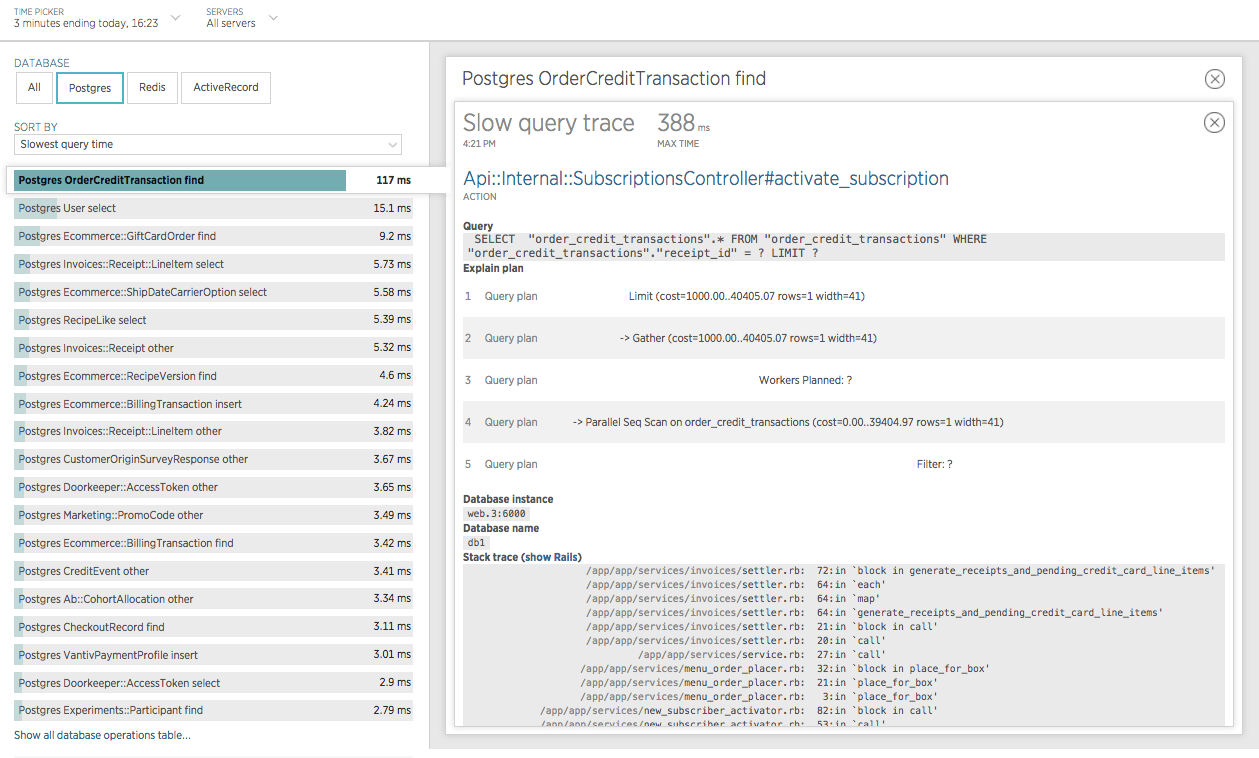 TIME PICKER
3 minutes ending today, 16:23
SERVERS
All servers
DATABASE
All
Postgres
Redis
ActiveRecord
SORT BY
Slowest query time
Postgres OrderCreditTransaction find 117 ms
Postgres User select 15.1 ms
Postgres Ecommerce::GiftCardOrder find 9.2 ms
Postgres Invoices::Receipt::LineItem select 5.73 ms
Postgres Ecommerce::ShipDateCarrierOption select 5.58 ms
Postgres RecipeLike select 5.39 ms
Postgres Invoices::Receipt other 5.32 ms
Postgres Ecommerce::RecipeVersion find 4.6 ms
Postgres Ecommerce::BillingTransaction insert 4.24 ms
Postgres Invoices::Receipt::LineItem other 3.82 ms
Postgres CustomerOriginSurveyResponse other 3.67 ms
Postgres Doorkeeper::AccessToken other 3.65 ms
Postgres Marketing::PromoCode other 3.49 ms
Postgres Ecommerce::BillingTransaction find 3.42 ms
Postgres CreditEvent other 3.41 ms
Postgres Ab::CohortAllocation other 3.34 ms
Postgres CheckoutRecord find 3.11 ms
Postgres VantivPaymentProfile insert 3.01 ms
Postgres Doorkeeper::AccessToken select 2.9 ms
Postgres Experiments::Participant find 2.79 ms
Show all database operations table...
Postgres OrderCreditTransaction find
Slow query trace
4:21 PM
388 ms
MAX TIME
Api::Internal::SubscriptionsController#activate_subscription
ACTION
Query
SELECT "order_credit_transactions".* FROM "order_credit_transactions" WHERE
"order_credit_transactions"."receipt_id" = ? LIMIT ?
Explain plan
1 Query plan Limit (cost=1000.00..40405.07 rows=1 width=41)
2 Query plan -> Gather (cost=1000.00..40405.07 rows=1 width=41)
3 Query plan Workers Planned: ?
4 Query plan -> Parallel Seq Scan on order_credit_transactions (cost=0.00..39404.97 rows=1 width=41)
5 Query plan Filter: ?
Database instance
web.3:6000
Database name
db1
Stack trace (show Rails)
/app/app/services/invoices/settler.rb: 72:in `block in generate_receipts_and_pending_credit_card_line_items'
/app/app/services/invoices/settler.rb: 64:in `each'
/app/app/services/invoices/settler.rb: 64:in `map'
/app/app/services/invoices/settler.rb: 64:in `generate_receipts_and_pending_credit_card_line_items'
/app/app/services/invoices/settler.rb: 21:in `block in call'
/app/app/services/invoices/settler.rb: 20:in `call'
/app/app/services/service.rb: 27:in `call'
/app/app/services/menu_order_placer.rb: 32:in `block in place_for_box'
/app/app/services/menu_order_placer.rb: 21:in `place_for_box'
/app/app/services/menu_order_placer.rb: 3:in `place_for_box'
/app/app/services/new_subscriber_activator.rb: 82:in `block in call'
/app/app/services/new_subscriber_activator.rb: 53:in `call'